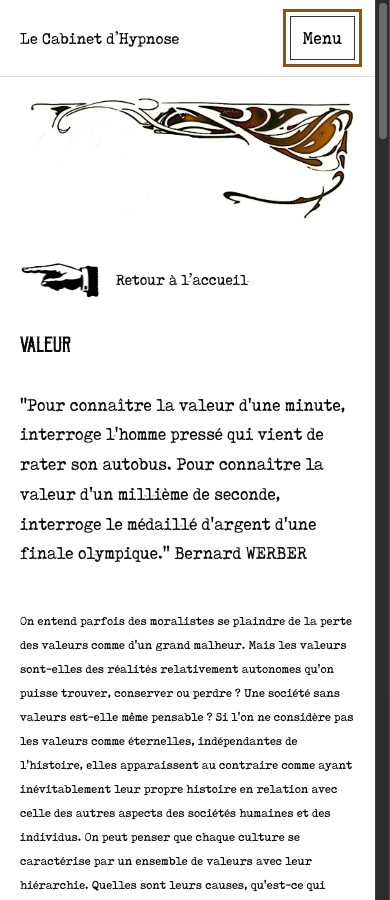 Le Cabinet d’Hypnose
Menu
Retour à l’accueil
VALEUR
"Pour connaître la valeur d'une minute,
interroge l'homme pressé qui vient de
rater son autobus. Pour connaître la
valeur d'un millième de seconde,
interroge le médaillé d'argent d'une
finale olympique." Bernard WERBER
On entend parfois des moralistes se plaindre de la perte
des valeurs comme d'un grand malheur. Mais les valeurs
sont-elles des réalités relativement autonomes qu'on
puisse trouver, conserver ou perdre ? Une société sans
valeurs est-elle même pensable ? Si l'on ne considère pas
les valeurs comme éternelles, indépendantes de
l'histoire, elles apparaissent au contraire comme ayant
inévitablement leur propre histoire en relation avec
celle des autres aspects des sociétés humaines et des
individus. On peut penser que chaque culture se
caractérise par un ensemble de valeurs avec leur
hiérarchie. Quelles sont leurs causes, qu'est-ce qui